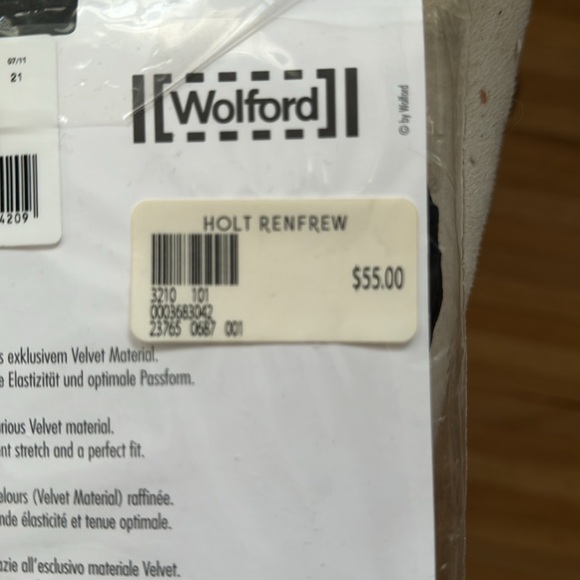 07/11
21
4209
Wolford
© by Wolford
HOLT RENFREW
$55.00
3210 101
0003683042
23765 0687 001
s exklusivem Velvet Material.
e Elastizität und optimale Passform.
rious Velvet material.
nt stretch and a perfect fit.
elours (Velvet Material) raffinée.
nde élasticité et tenue optimale.
azie all'esclusivo materiale Velvet.